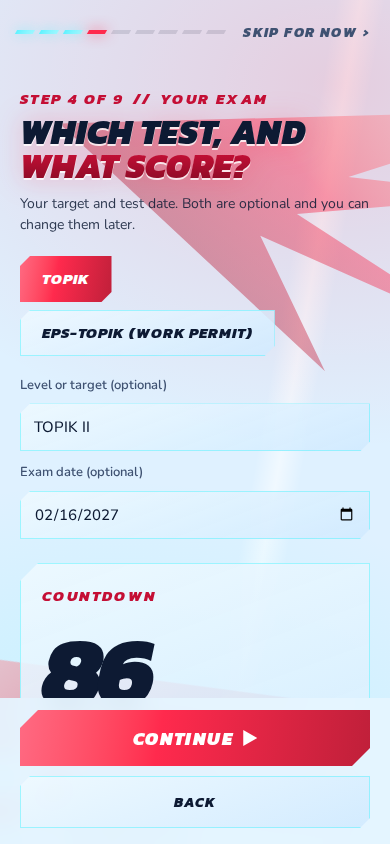 SKIP FOR NOW >
STEP 4 OF 9 // YOUR EXAM
WHICH TEST, AND
WHAT SCORE?
Your target and test date. Both are optional and you can
change them later.
TOPIK
EPS-TOPIK (WORK PERMIT)
Level or target (optional)
TOPIK II
Exam date (optional)
02/16/2027
COUNTDOWN
86
CONTINUE ▶
BACK